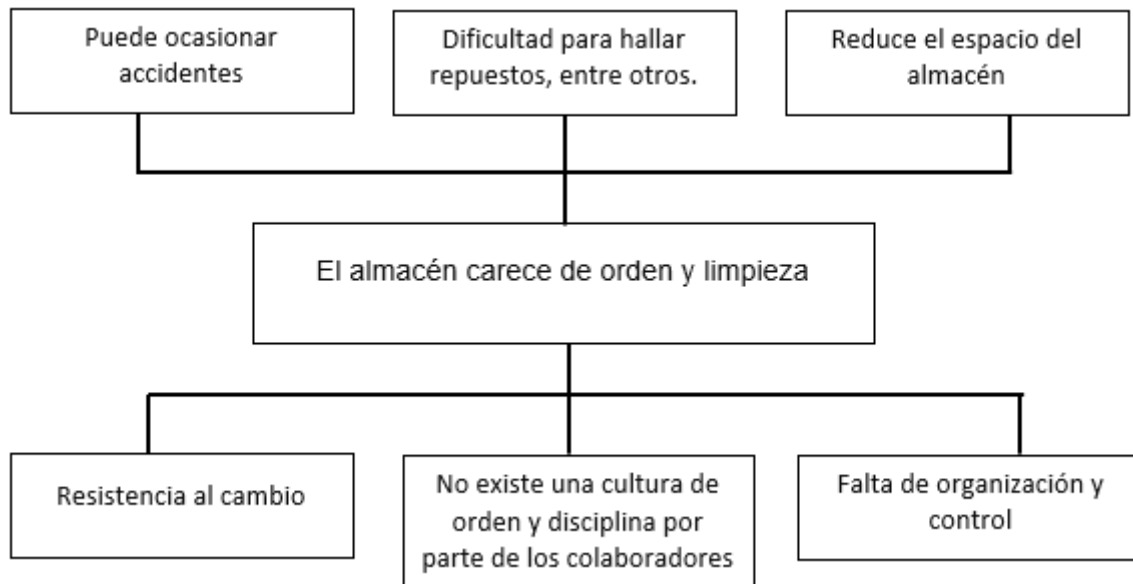 Puede ocasionar
accidentes
Dificultad para hallar
repuestos, entre otros.
Reduce el espacio del
almacén
El almacén carece de orden y limpieza
Resistencia al cambio
No existe una cultura de
orden y disciplina por
parte de los colaboradores
Falta de organización y
control